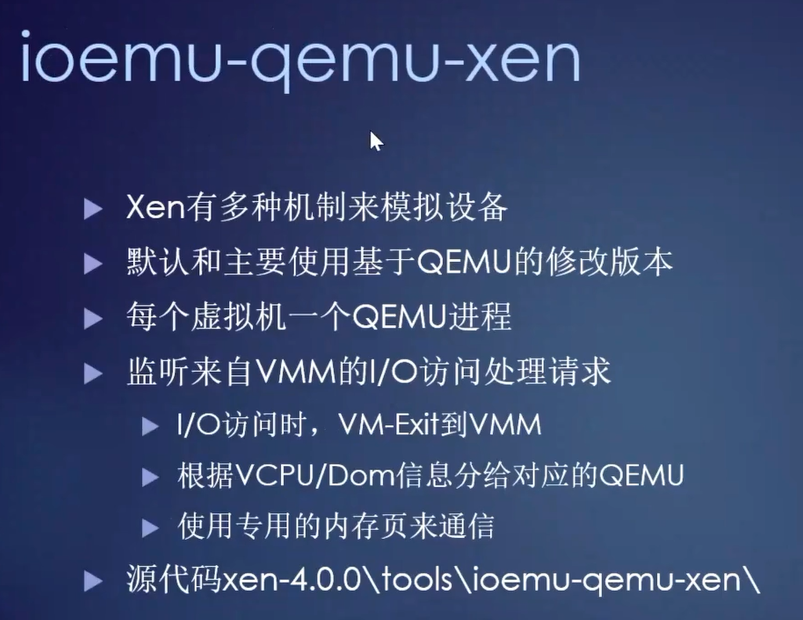 ioemu-qemu-xen
Xen有多种机制来模拟设备
默认和主要使用基于QEMU的修改版本
每个虚拟机一个QEMU进程
监听来自VMM的I/O访问处理请求
I/O访问时，VM-Exit到VMM
根据VCPU/Dom信息分给对应的QEMU
使用专用的内存页来通信
源代码xen-4.0.0\tools\ioemu-qemu-xen\